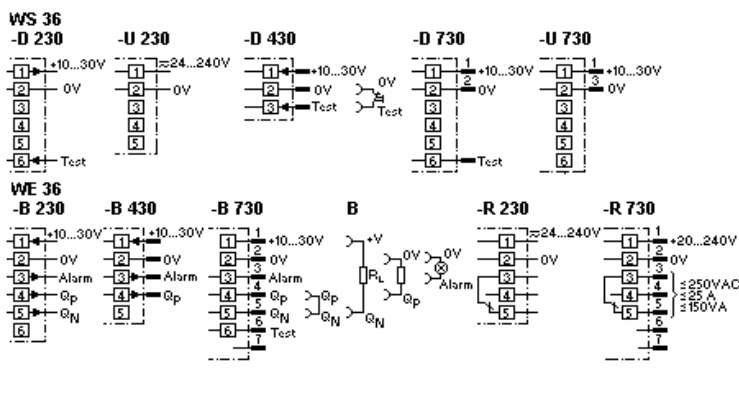 WS 36
-D 230 -U 230 -D 430 -D 730 -U 730
1 +10...30V
2 0V
3
4
5
6 Test
1 ≂24...240V
2 0V
3
4
5
1 +10...30V
2 0V
3 Test
0V
Test
1 1 +10...30V
2 2 0V
3
4
5
6 Test
1 1 +10...30V
2 3 0V
3
4
5
6
WE 36
-B 230 -B 430 -B 730 B -R 230 -R 730
1 +10...30V
2 0V
3 Alarm
4 QP
5 QN
6
1 +10...30V
2 0V
3 Alarm
4 QP
5
1 1 +10...30V
2 2 0V
3 3 Alarm
4 4 QP
5 5 QN
6 6 Test
7
QP
QN
+V
RL
QN
0V
QP
0V
Alarm
1 ≂24...240V
2 0V
3
4
5
1 1 +20...240V
2 2 0V
3 3 ≤250VAC
4 4 ≤25 A
5 5 ≤150VA
6
7